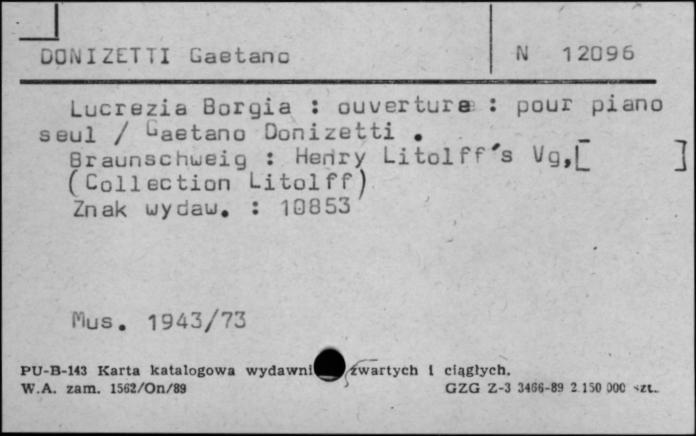 DONIZETTI Gaetano
N 12096
Lucrezia Borgia : ouverture : pour piano
seul / Gaetano Donizetti .
Braunschweig : Henry Litolff's Vg,[ ]
(Collection Litolff)
Znak wydaw. : 10853
Mus. 1943/73
PU-B-143 Karta katalogowa wydawni zwartych i ciągłych.
W.A. zam. 1562/On/89
GZG Z-3 3466-89 2 150 000 szt.